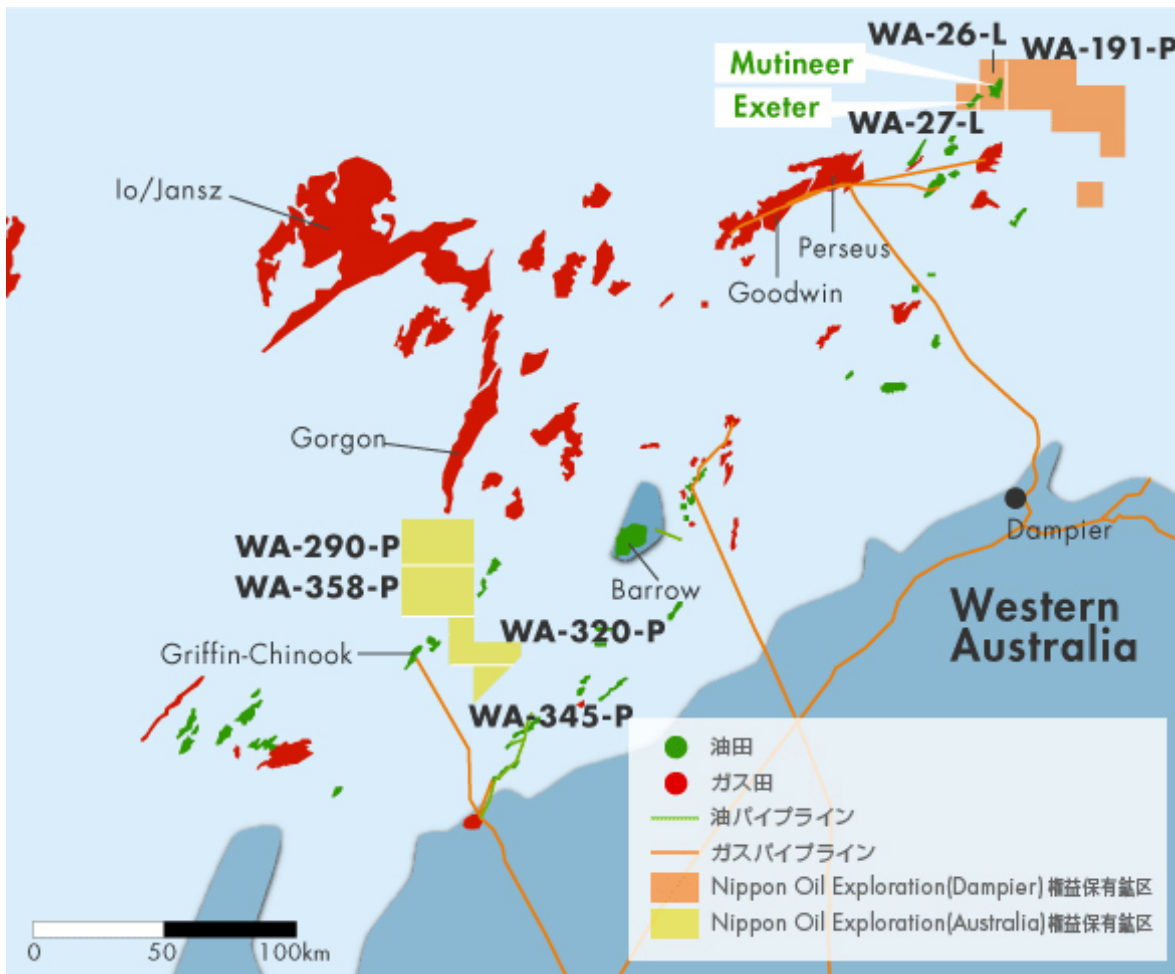 WA-26-L
WA-191-P
Mutineer
Exeter
WA-27-L
Io/Jansz
Perseus
Goodwin
Gorgon
Dampier
WA-290-P
WA-358-P
Barrow
Western
Australia
WA-320-P
Griffin-Chinook
WA-345-P
油田
ガス田
油パイプライン
ガスパイプライン
Nippon Oil Exploration(Dampier)権益保有鉱区
Nippon Oil Exploration(Australia)権益保有鉱区
0 50 100km